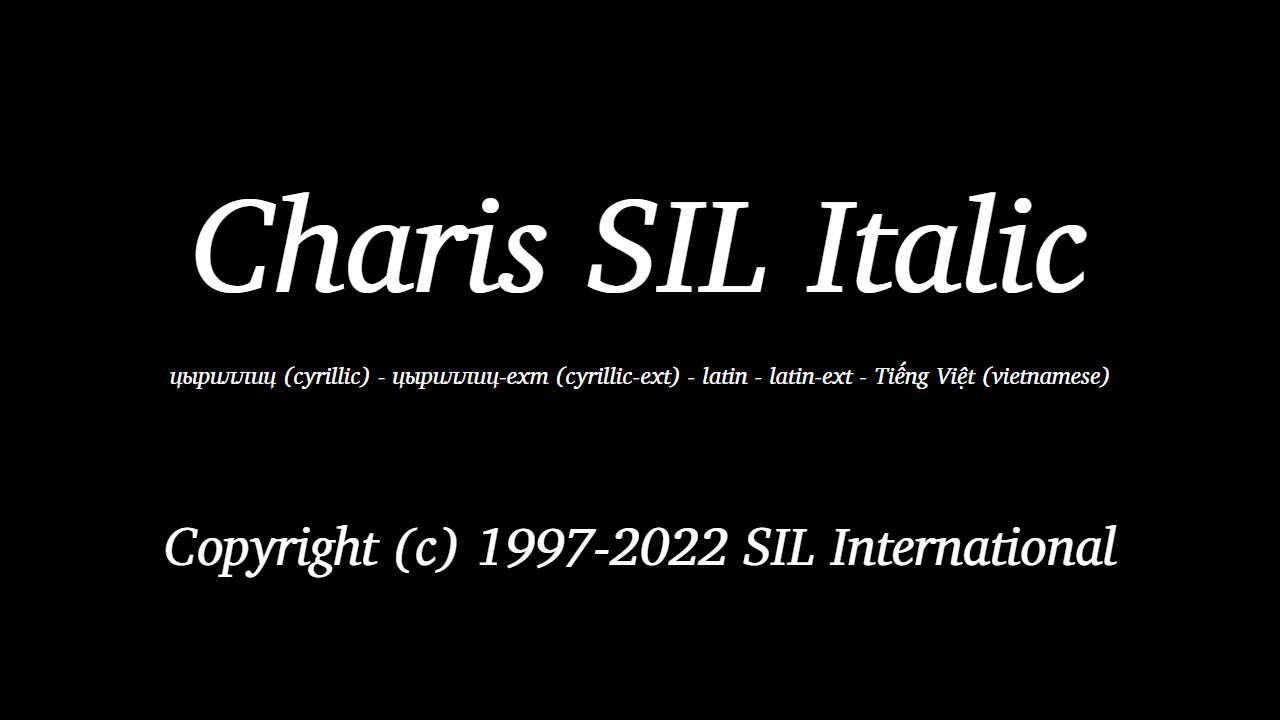 Charis SIL Italic
цыриллиц (cyrillic) - цыриллиц-ехт (cyrillic-ext) - latin - latin-ext - Tiếng Việt (vietnamese)
Copyright (c) 1997-2022 SIL International